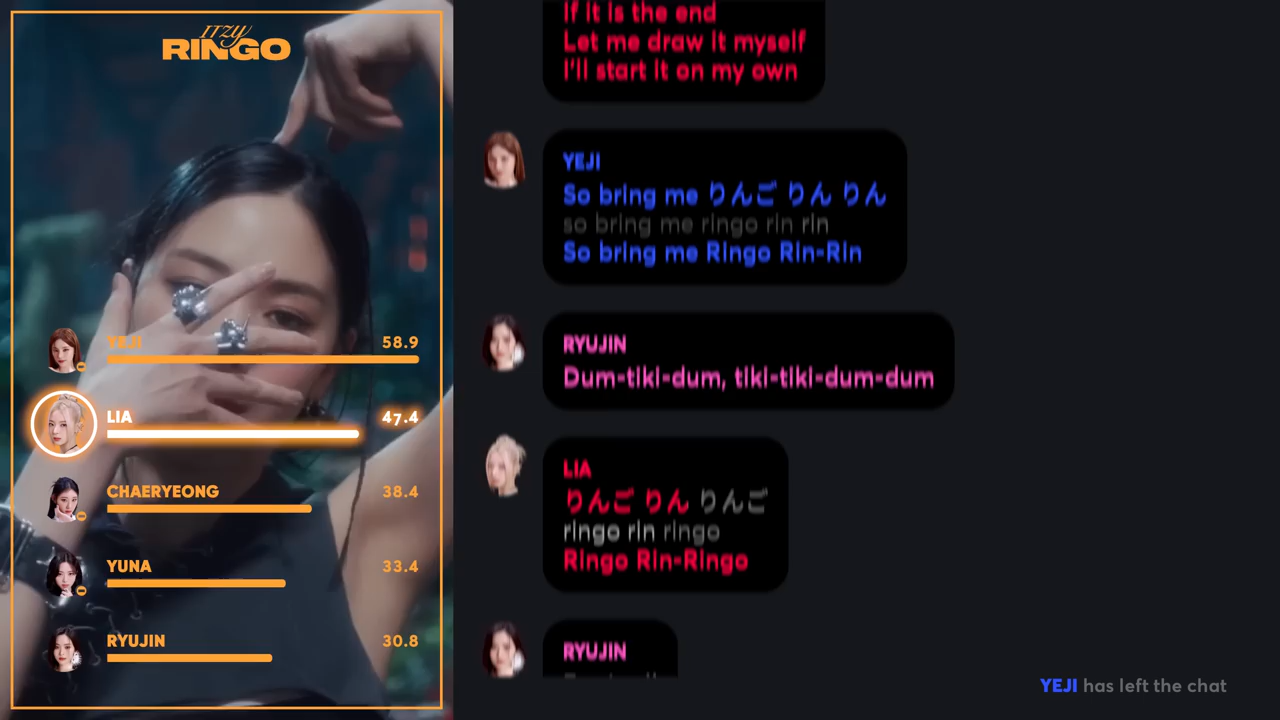 ITZY
RINGO
YEJI
58.9
LIA
47.4
CHAERYEONG
38.4
YUNA
33.4
RYUJIN
30.8
If it is the end
Let me draw it myself
I'll start it on my own
YEJI
So bring me りんご りん りん
so bring me ringo rin rin
So bring me Ringo Rin-Rin
RYUJIN
Dum-tiki-dum, tiki-tiki-dum-dum
LIA
りんご りん りんご
ringo rin ringo
Ringo Rin-Ringo
RYUJIN
YEJI has left the chat